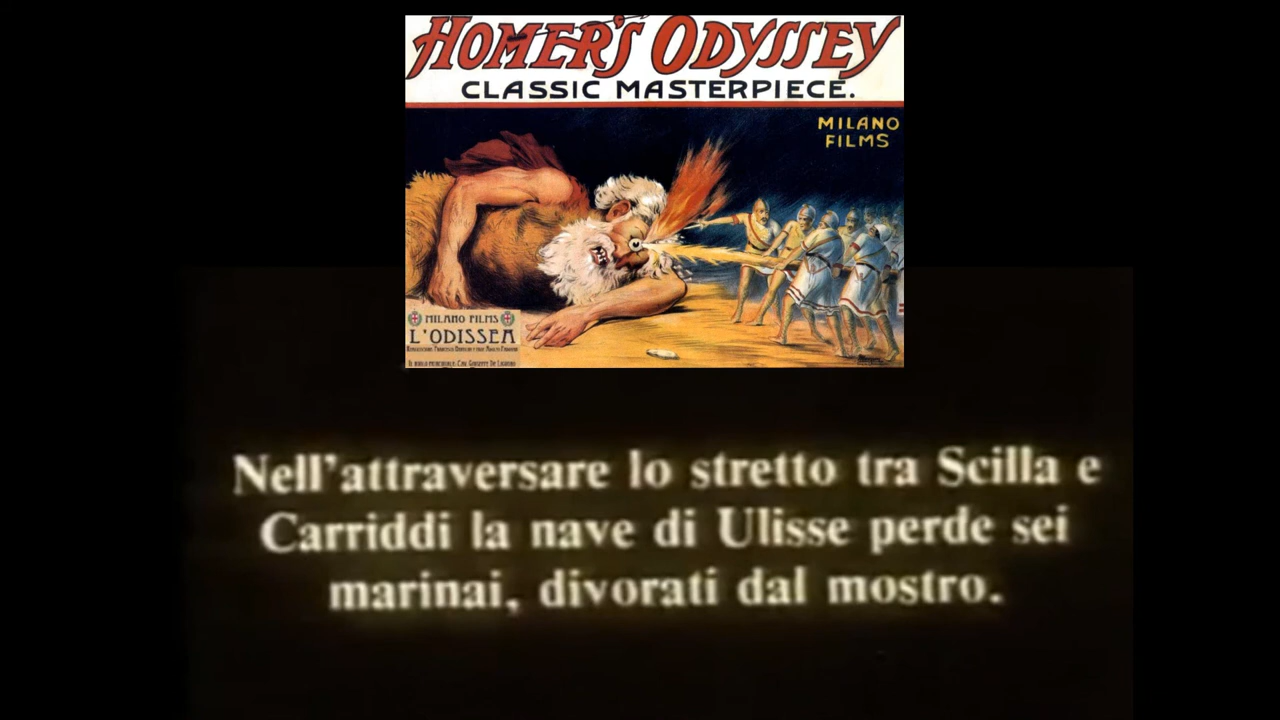 HOMER'S ODYSSEY
CLASSIC MASTERPIECE.
MILANO
FILMS
MILANO FILMS
L'ODISSEA
Nell'attraversare lo stretto tra Scilla e
Carriddi la nave di Ulisse perde sei
marinai, divorati dal mostro.